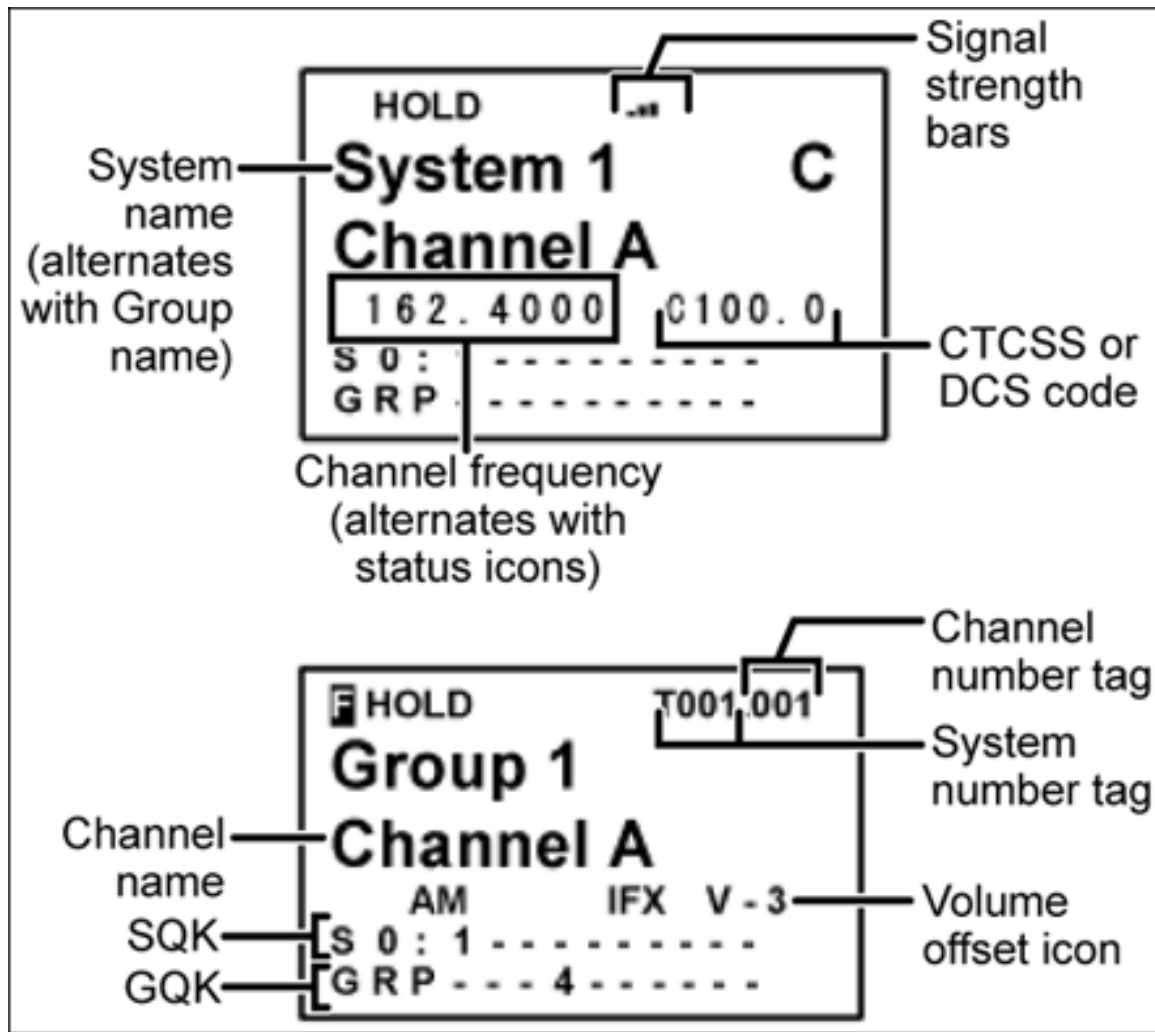 Signal
strength
bars
HOLD
System
name
(alternates
with Group
name)
System 1 C
Channel A
162.4000 C100.0
S 0 : - - - - - - - - -
G R P - - - - - - - - - -
CTCSS or
DCS code
Channel frequency
(alternates with
status icons)
Channel
number tag
F HOLD T001.001
System
number tag
Group 1
Channel
name
Channel A
AM IFX V - 3
Volume
offset icon
SQK
S 0 : 1 - - - - - - - - -
GQK
G R P - - - 4 - - - - - -